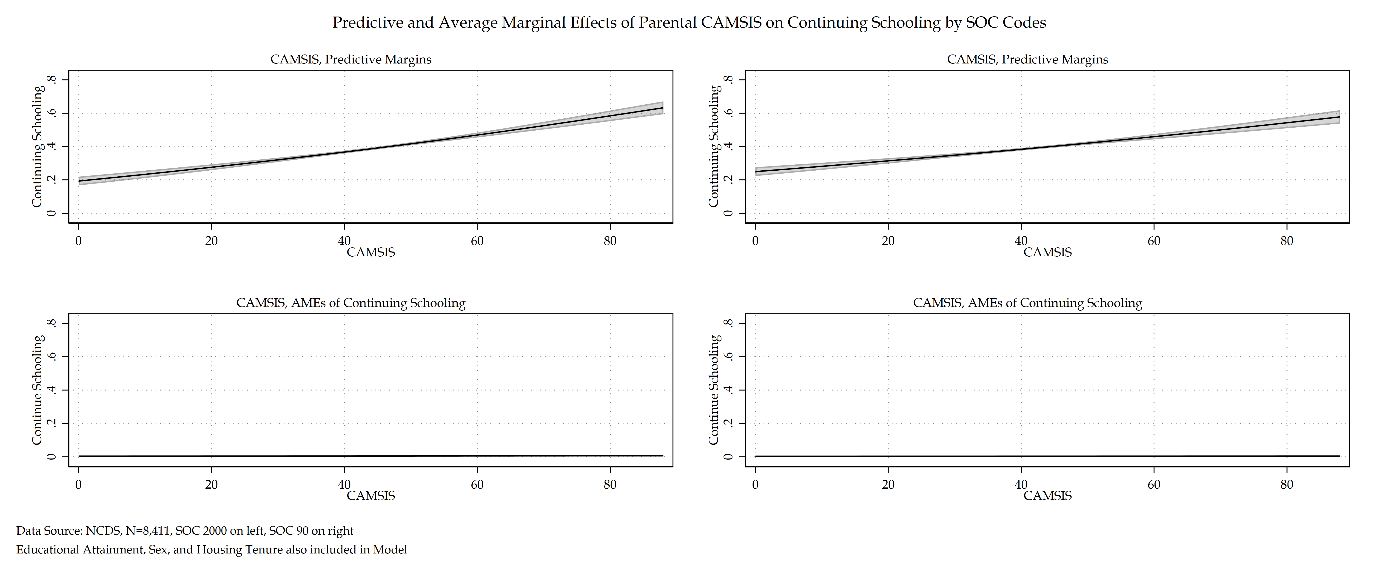 Predictive and Average Marginal Effects of Parental CAMSIS on Continuing Schooling by SOC Codes
CAMSIS, Predictive Margins
Continuing Schooling
.8
.6
.4
.2
0
0 20 40 60 80
CAMSIS
CAMSIS, Predictive Margins
Continuing Schooling
.8
.6
.4
.2
0
0 20 40 60 80
CAMSIS
CAMSIS, AMEs of Continuing Schooling
Continue Schooling
.8
.6
.4
.2
0
0 20 40 60 80
CAMSIS
CAMSIS, AMEs of Continuing Schooling
Continue Schooling
.8
.6
.4
.2
0
0 20 40 60 80
CAMSIS
Data Source: NCDS, N=8,411, SOC 2000 on left, SOC 90 on right
Educational Attainment, Sex, and Housing Tenure also included in Model